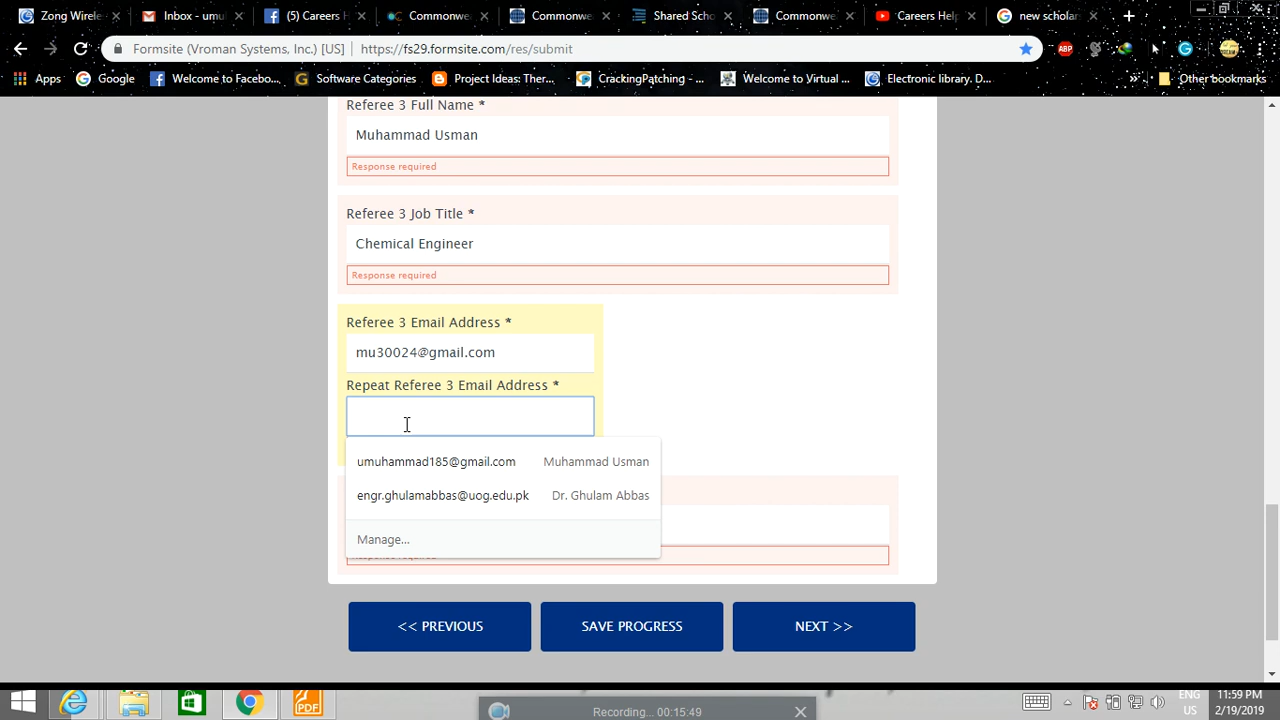 Zong Wirele
Inbox - umu
(5) Careers H
Commonwe
Commonwe
Shared Scho
Commonwe
Careers Help
new scholar
Formsite (Vroman Systems, Inc.) [US] | https://fs29.formsite.com/res/submit
ABP
Apps
Google
Welcome to Facebo...
Software Categories
Project Ideas: Ther...
CrackingPatching - ...
Welcome to Virtual ...
Electronic library. D...
Other bookmarks
Referee 3 Full Name *
Muhammad Usman
Response required
Referee 3 Job Title *
Chemical Engineer
Response required
Referee 3 Email Address *
mu30024@gmail.com
Repeat Referee 3 Email Address *
umuhammad185@gmail.com Muhammad Usman
engr.ghulamabbas@uog.edu.pk Dr. Ghulam Abbas
Manage...
<< PREVIOUS
SAVE PROGRESS
NEXT >>
Recording... 00:15:49
ENG
US
11:59 PM
2/19/2019